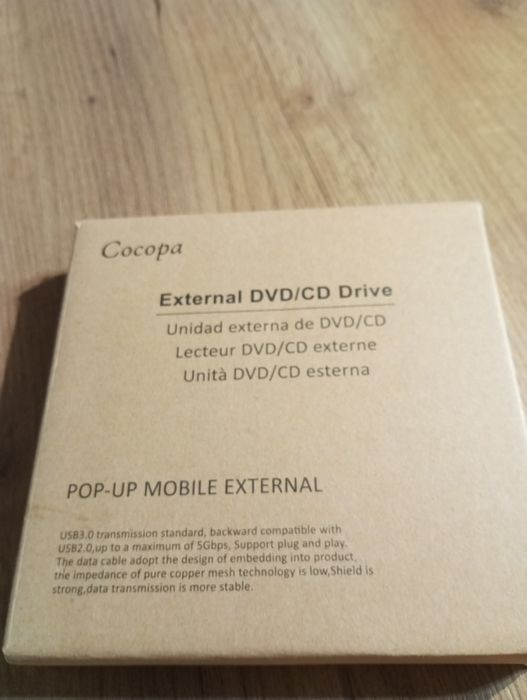 Cocopa
External DVD/CD Drive
Unidad externa de DVD/CD
Lecteur DVD/CD externe
Unità DVD/CD esterna
POP-UP MOBILE EXTERNAL
USB3.0 transmission standard, backward compatible with
USB2.0,up to a maximum of 5Gbps, Support plug and play.
The data cable adopt the design of embedding into product,
the impedance of pure copper mesh technology is low,Shield is
strong,data transmission is more stable.